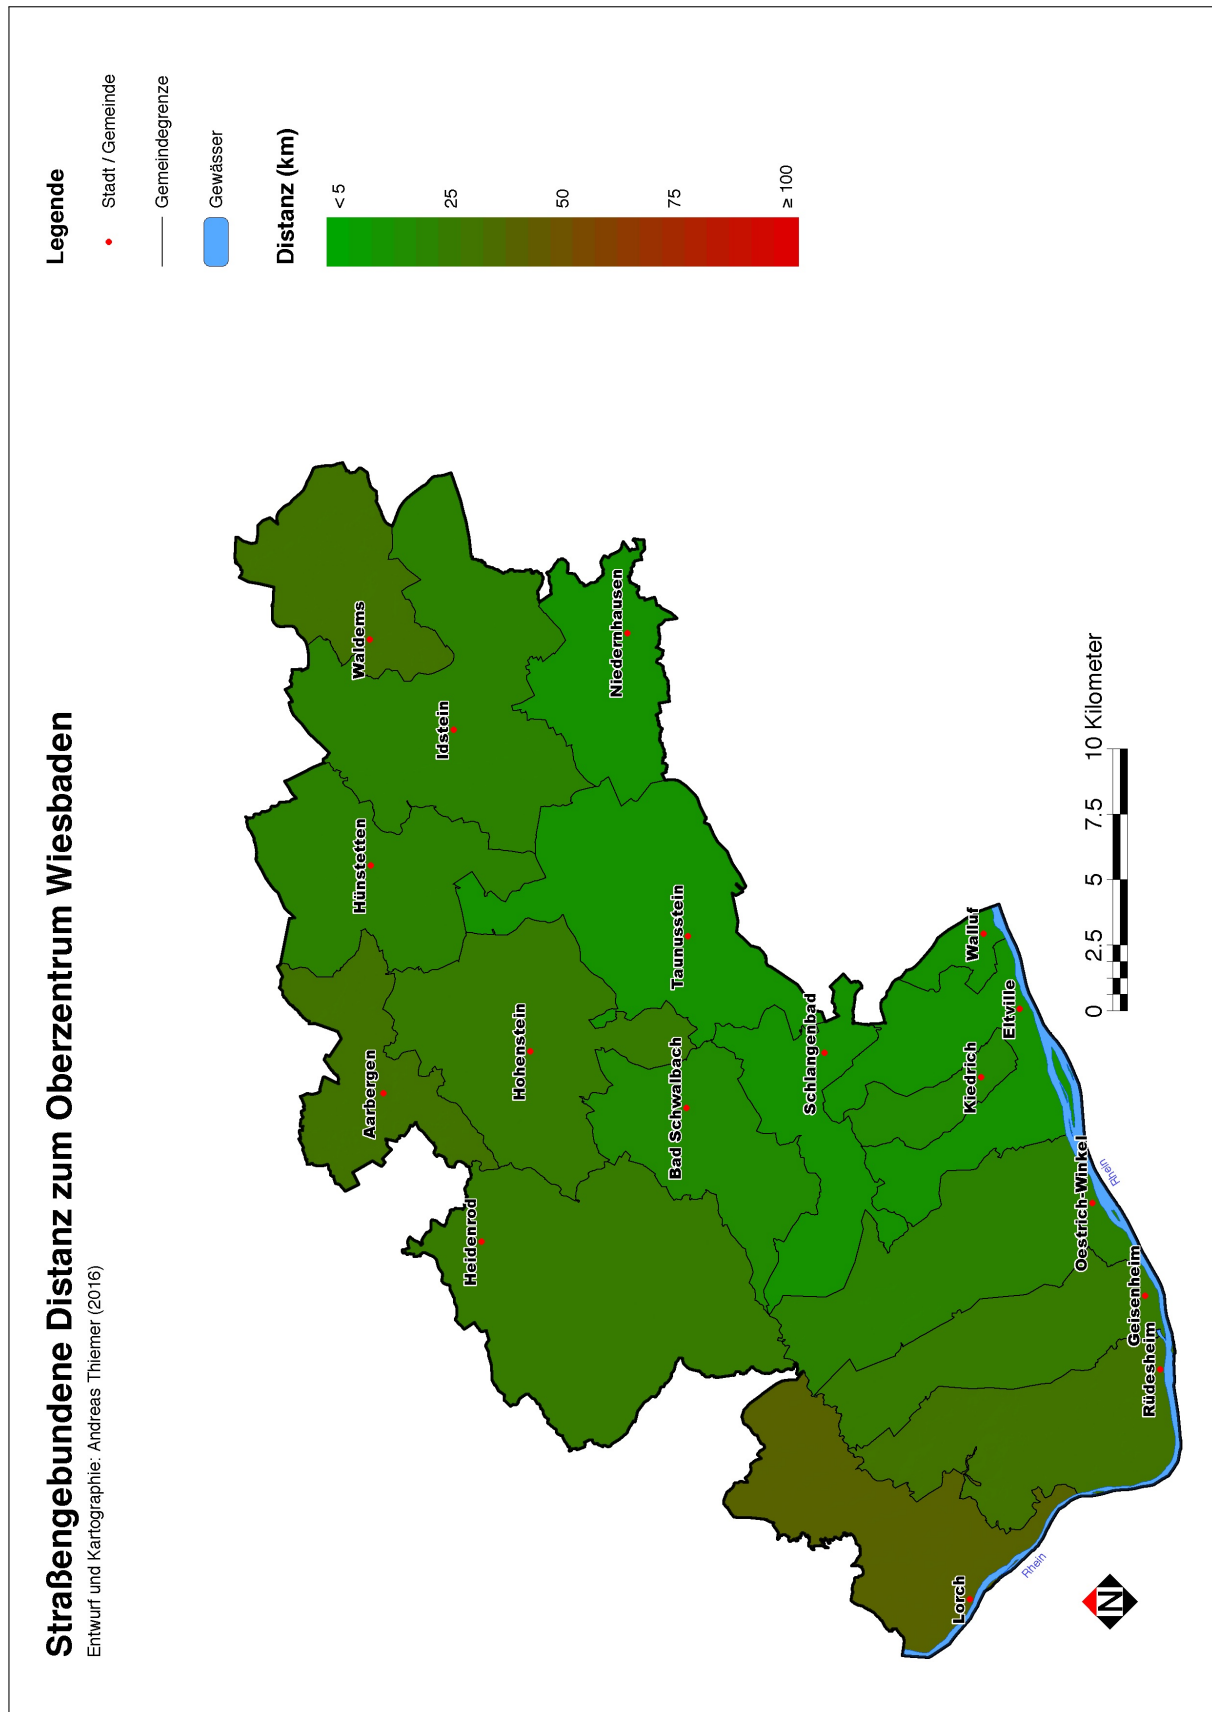 Straßengebundene Distanz zum Oberzentrum Wiesbaden
Entwurf und Kartographie: Andreas Thiemer (2016)
Legende
Stadt / Gemeinde
Gemeindegrenze
Gewässer
Distanz (km)
< 5
25
50
75
≥ 100
Waldems
Idstein
Hünstetten
Aarbergen
Niedernhausen
Heidenrod
Hohenstein
Taunusstein
Bad Schwalbach
Schlangenbad
Walluf
Eltville
Kiedrich
Oestrich-Winkel
Geisenheim
Rüdesheim
Lorch
Rhein
Rhein
N
0
2.5
5
7.5
10 Kilometer